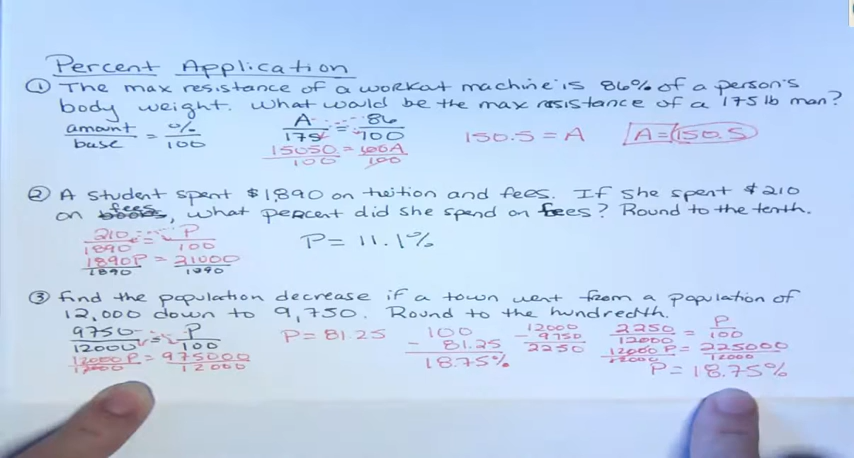 Percent Application
① The max resistance of a workout machine is 86% of a person's
body weight. What would be the max resistance of a 175 lb man?
amount/base = %/100
A/175 = 86/100
15050/100 = 100A/100
150.5 = A
A = 150.5
② A student spent $1,890 on tuition and fees. If she spent $210
on books fees, what percent did she spend on fees? Round to the tenth.
210/1890 = P/100
1890P/1890 = 21000/1890
P = 11.1%
③ Find the population decrease if a town went from a population of
12,000 down to 9,750. Round to the hundredth.
9750/12000 = P/100
12000P/12000 = 975000/12000
P = 81.25
100
- 81.25
18.75%
12000
- 9750
2250
2250/12000 = P/100
12000P/12000 = 225000/12000
P = 18.75%